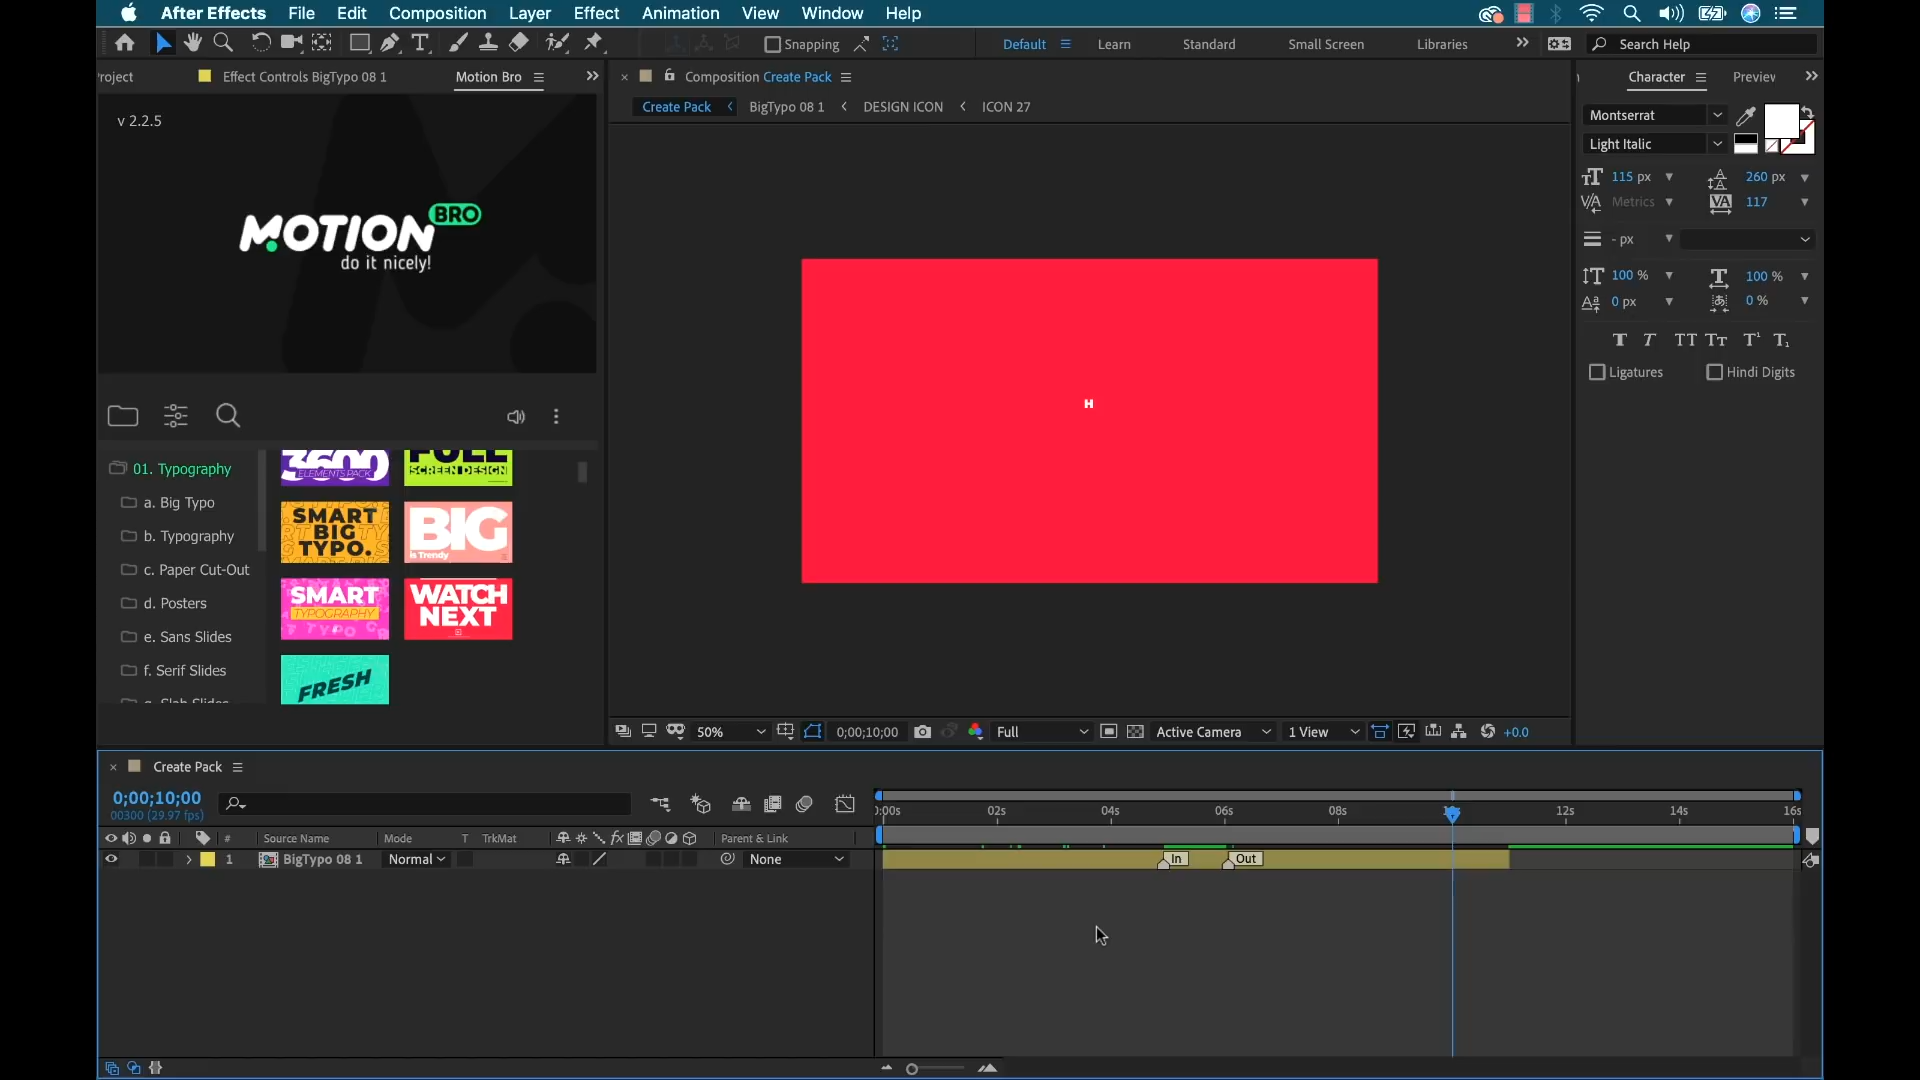 After Effects File Edit Composition Layer Effect Animation View Window Help
Snapping Default Learn Standard Small Screen Libraries Search Help
roject Effect Controls BigTypo 08 1 Motion Bro
Composition Create Pack
Character Preview
Create Pack BigTypo 08 1 DESIGN ICON ICON 27
v 2.2.5
MOTION BRO
do it nicely!
Montserrat
Light Italic
115 px 260 px
Metrics 117
- px
100 % 100 %
0 px 0 %
Ligatures Hindi Digits
H
01. Typography
a. Big Typo
b. Typography
c. Paper Cut-Out
d. Posters
e. Sans Slides
f. Serif Slides
g. Slab Slides
3600
ELEMENTS PACK
FULL
SCREEN DESIGN
SMART
BIG
TYPO.
BIG
is Trendy
SMART
TYPOGRAPHY
WATCH
NEXT
FRESH
50% 0;00;10;00 Full Active Camera 1 View +0.0
Create Pack
0;00;10;00
00300 (29.97 fps)
0:00s 02s 04s 06s 08s 12s 14s 16s
# Source Name Mode T TrkMat Parent & Link
1 BigTypo 08 1 Normal None In Out